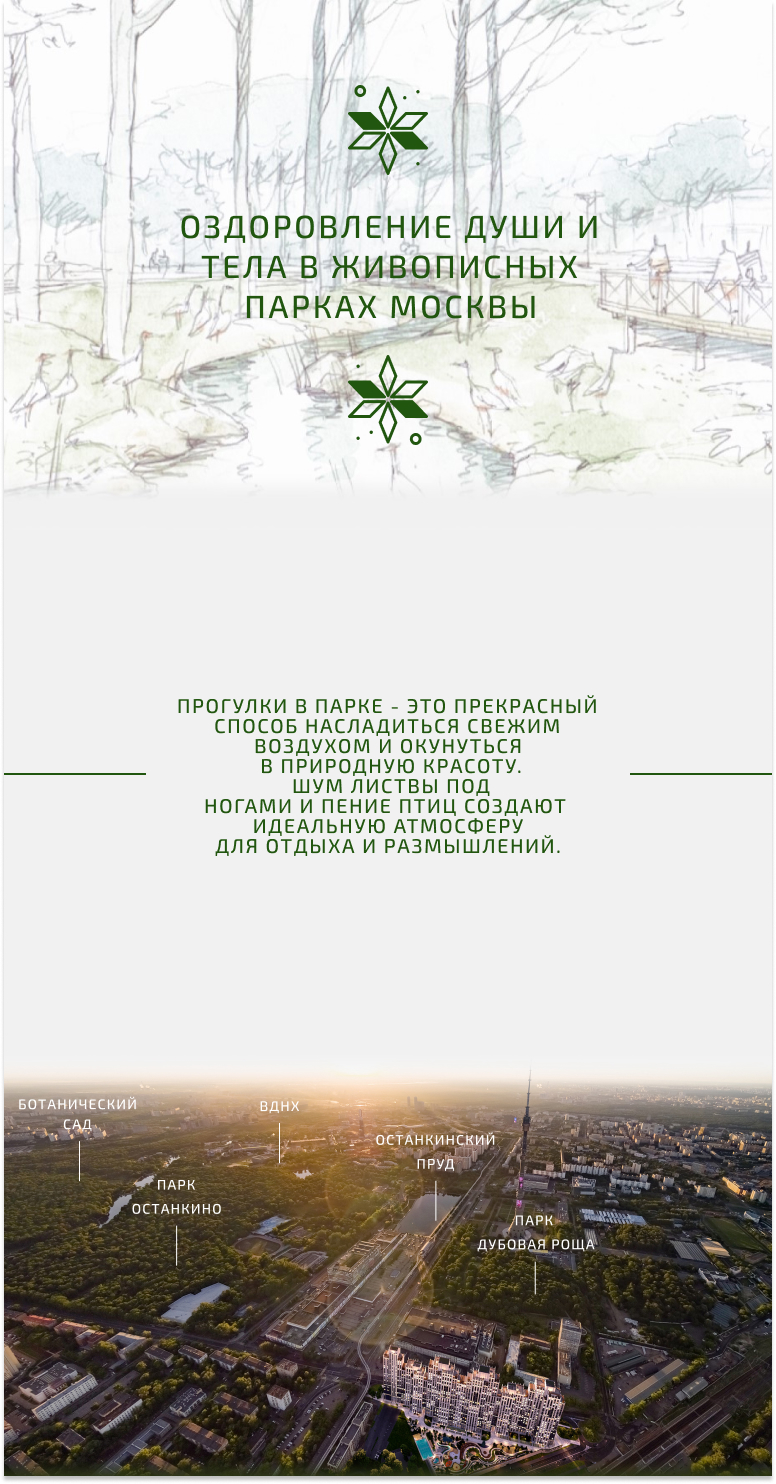 ОЗДОРОВЛЕНИЕ ДУШИ И
ТЕЛА В ЖИВОПИСНЫХ
ПАРКАХ МОСКВЫ
ПРОГУЛКИ В ПАРКЕ - ЭТО ПРЕКРАСНЫЙ
СПОСОБ НАСЛАДИТЬСЯ СВЕЖИМ
ВОЗДУХОМ И ОКУНУТЬСЯ
В ПРИРОДНУЮ КРАСОТУ.
ШУМ ЛИСТВЫ ПОД
НОГАМИ И ПЕНИЕ ПТИЦ СОЗДАЮТ
ИДЕАЛЬНУЮ АТМОСФЕРУ
ДЛЯ ОТДЫХА И РАЗМЫШЛЕНИЙ.
БОТАНИЧЕСКИЙ
САД
ВДНХ
ОСТАНКИНСКИЙ
ПРУД
ПАРК
ОСТАНКИНО
ПАРК
ДУБОВАЯ РОЩА